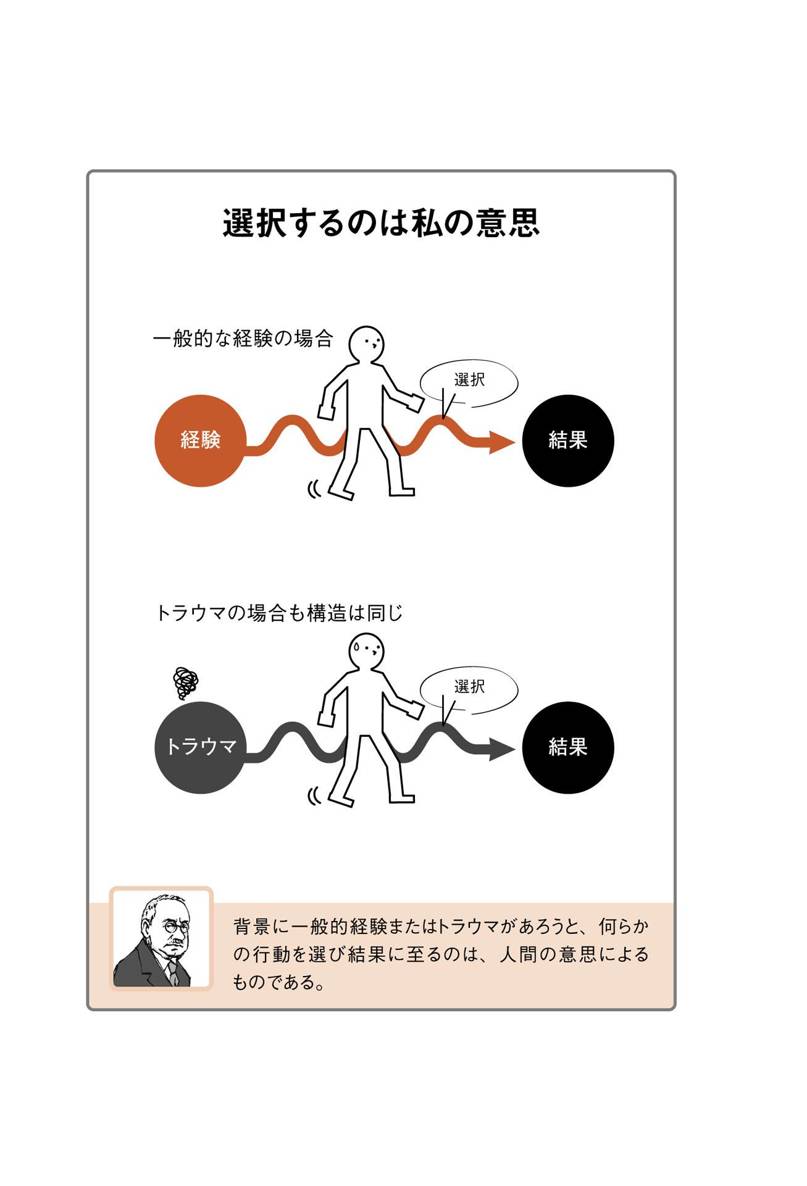 選択するのは私の意思
一般的な経験の場合
選択
経験
結果
トラウマの場合も構造は同じ
選択
トラウマ
結果
背景に一般的経験またはトラウマがあろうと、何らか
の行動を選び結果に至るのは、人間の意思による
ものである。